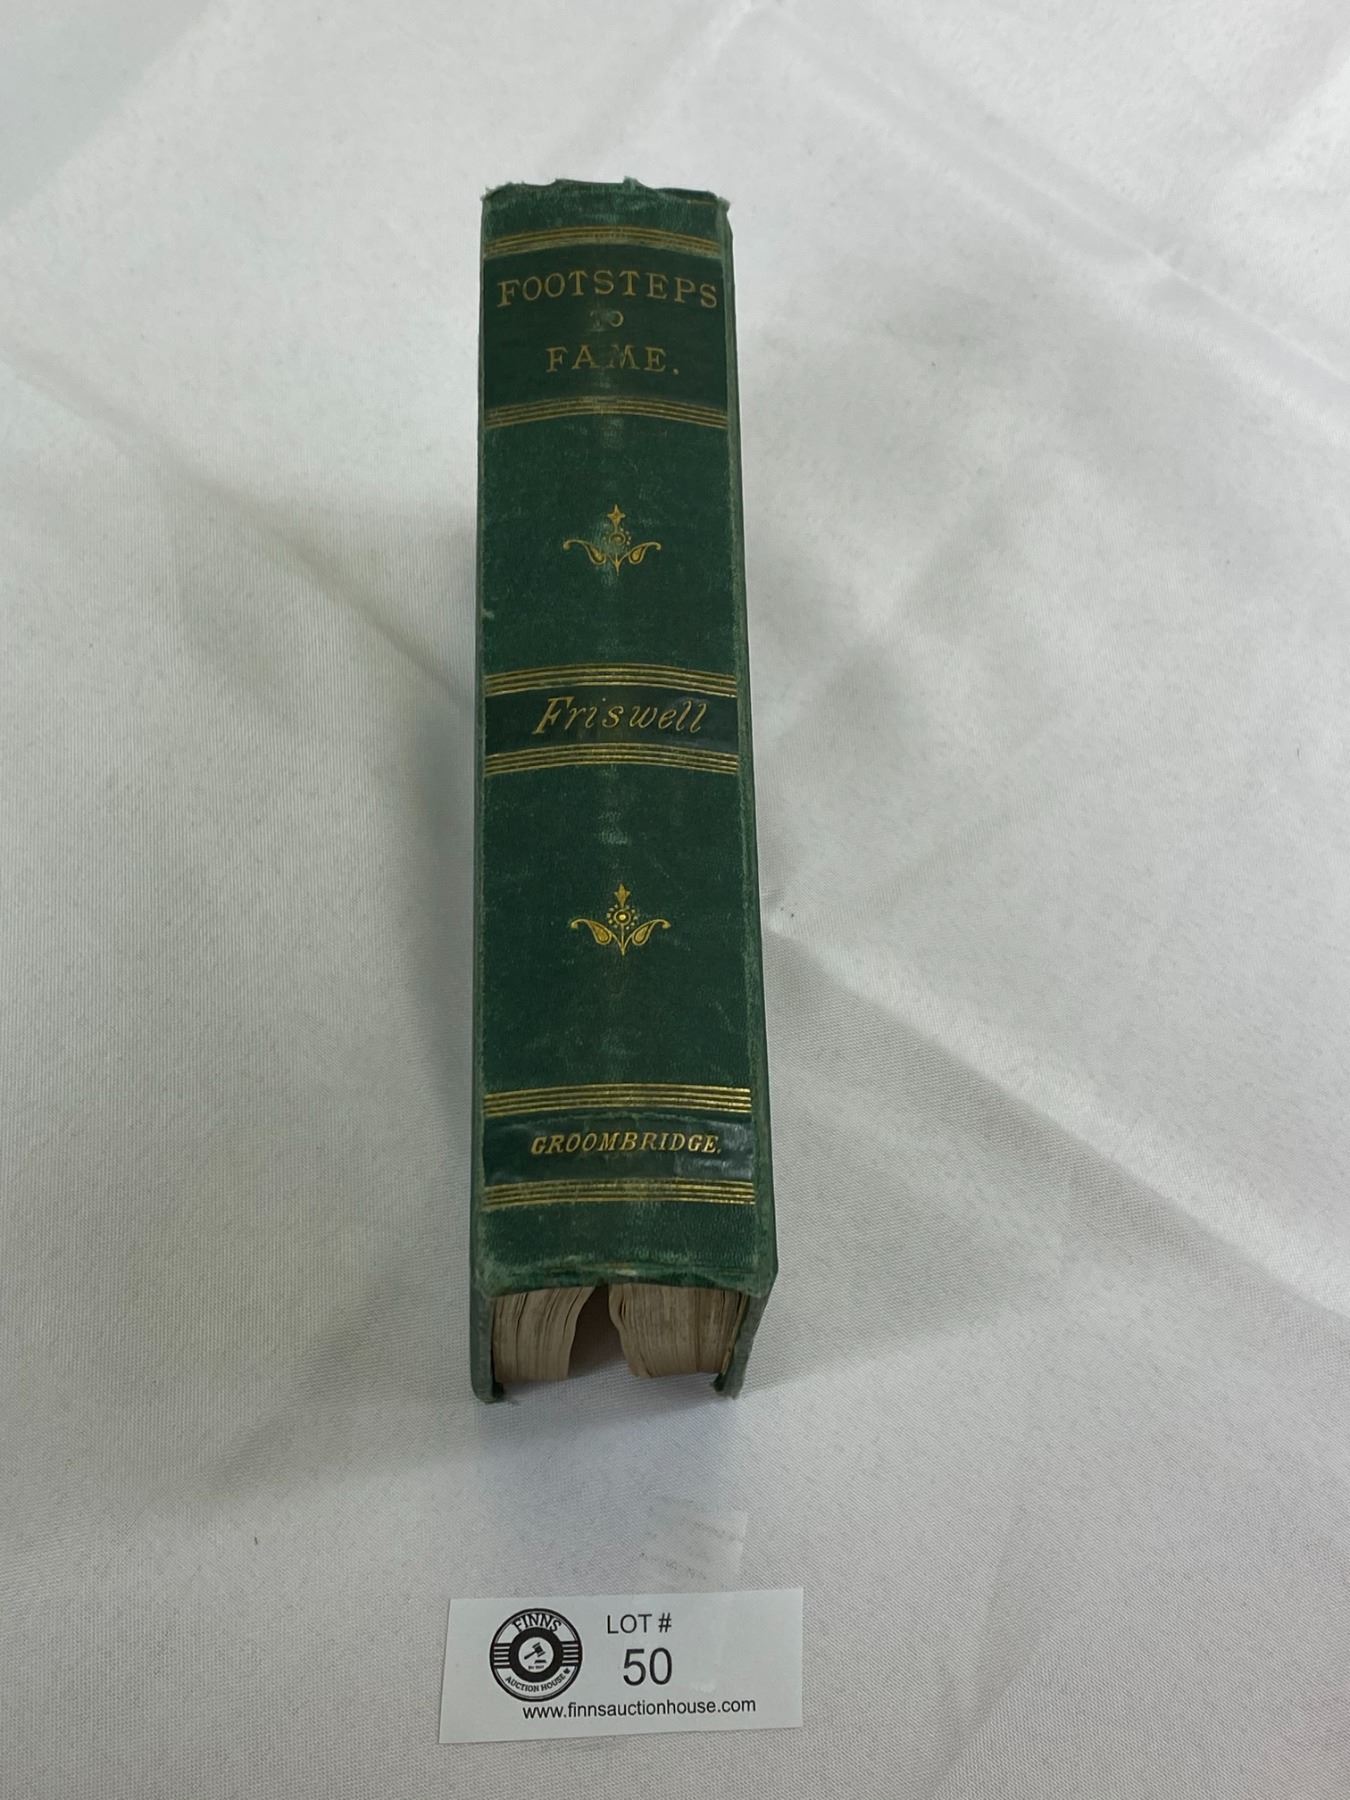 FOOTSTEPS
TO
FAME.
Friswell
GROOMBRIDGE.
FINNS
AUCTION HOUSE
LOT #
50
www.finnsauctionhouse.com